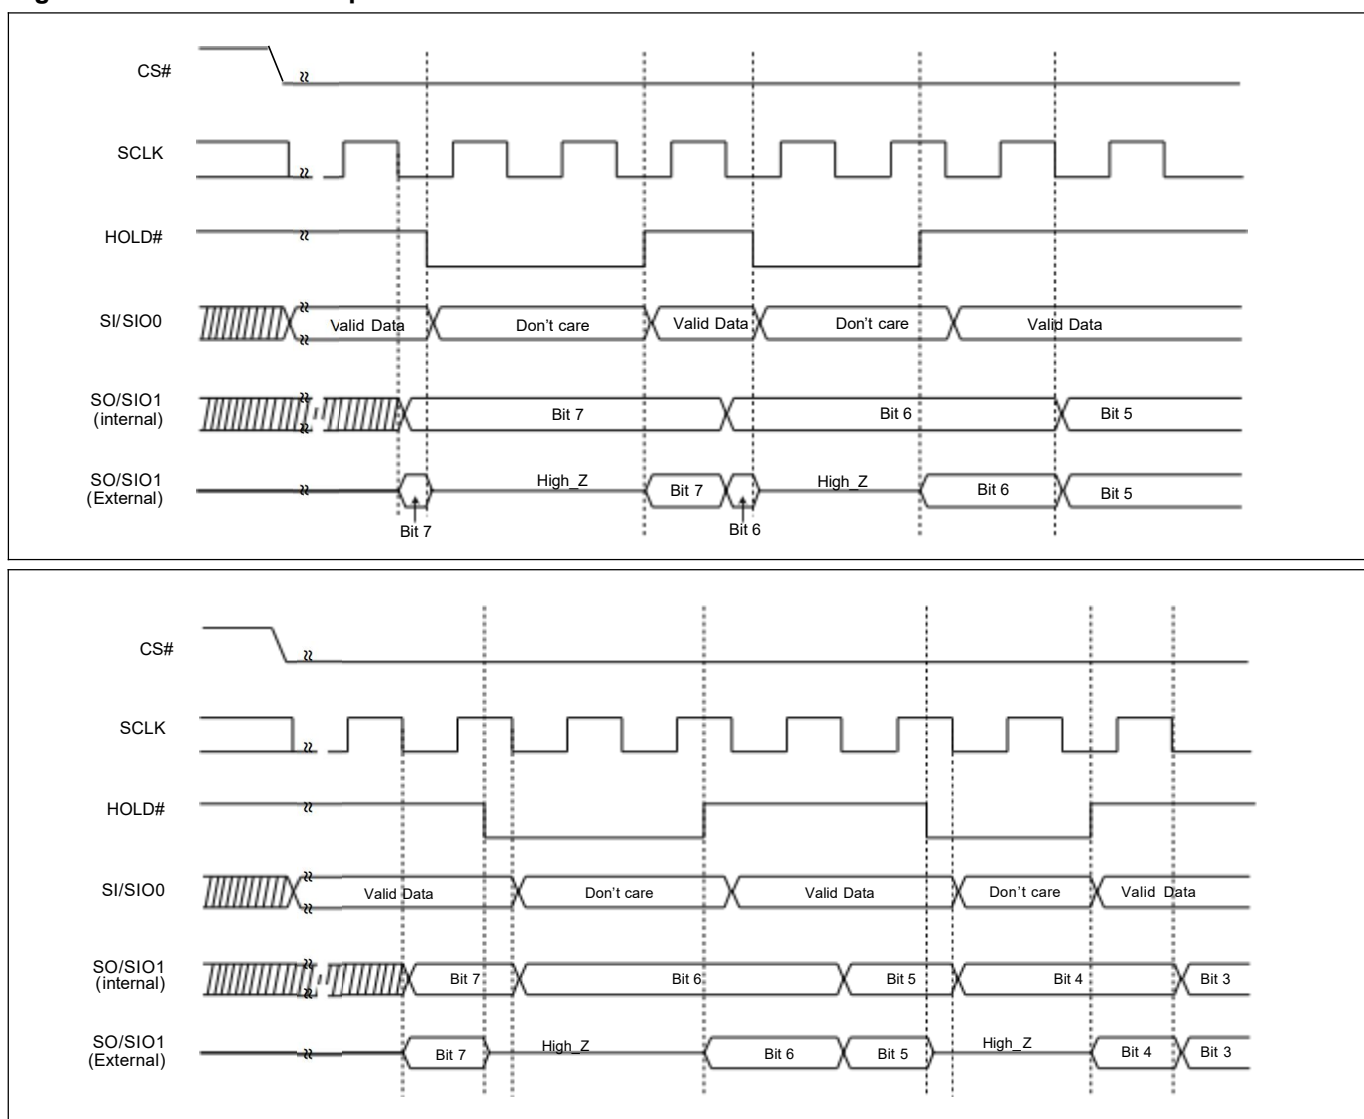 CS#
SCLK
HOLD#
SI/SIO0
Valid Data
Don't care
Valid Data
Don't care
Valid Data
SO/SIO1
(internal)
Bit 7
Bit 6
Bit 5
SO/SIO1
(External)
High_Z
Bit 7
High_Z
Bit 6
Bit 5
Bit 7
Bit 6
CS#
SCLK
HOLD#
SI/SIO0
Valid Data
Don't care
Valid Data
Don't care
Valid Data
SO/SIO1
(internal)
Bit 7
Bit 6
Bit 5
Bit 4
Bit 3
SO/SIO1
(External)
Bit 7
High_Z
Bit 6
Bit 5
High_Z
Bit 4
Bit 3